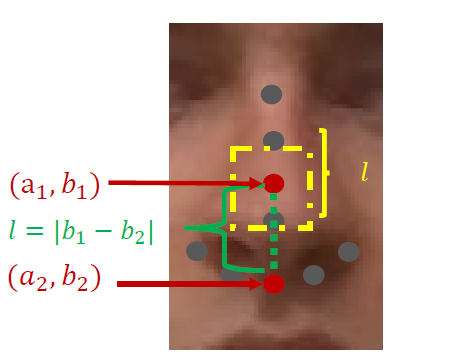 (a₁, b₁)
l
l = |b₁ − b₂|
(a₂, b₂)